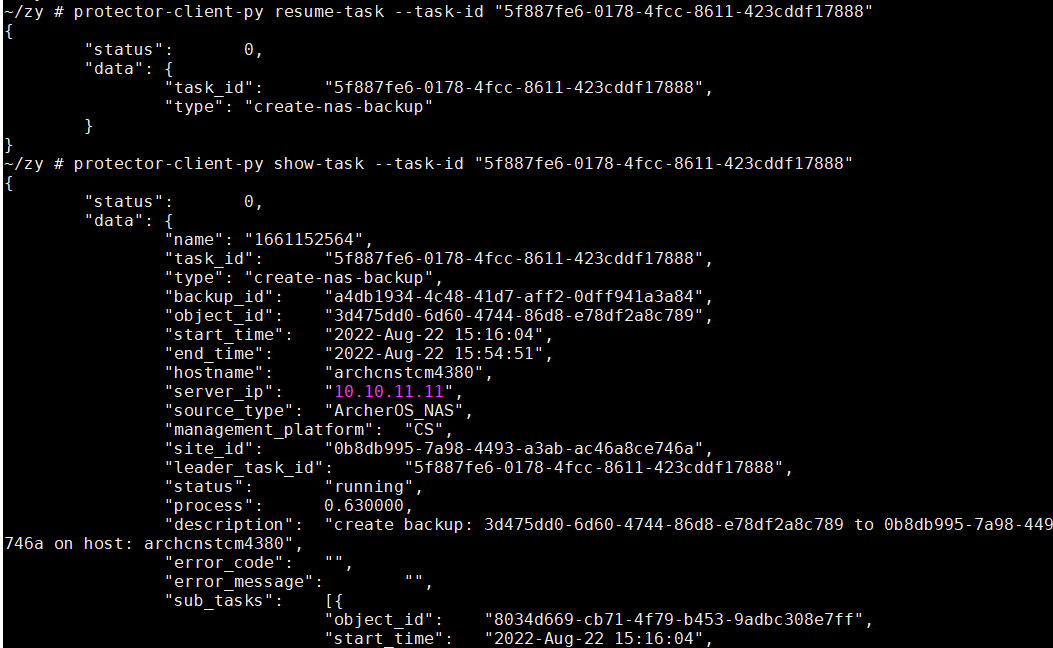 ~/zy # protector-client-py resume-task --task-id "5f887fe6-0178-4fcc-8611-423cddf17888"
{
"status": 0,
"data": {
"task_id": "5f887fe6-0178-4fcc-8611-423cddf17888",
"type": "create-nas-backup"
}
}
~/zy # protector-client-py show-task --task-id "5f887fe6-0178-4fcc-8611-423cddf17888"
{
"status": 0,
"data": {
"name": "1661152564",
"task_id": "5f887fe6-0178-4fcc-8611-423cddf17888",
"type": "create-nas-backup",
"backup_id": "a4db1934-4c48-41d7-aff2-0dff941a3a84",
"object_id": "3d475dd0-6d60-4744-86d8-e78df2a8c789",
"start_time": "2022-Aug-22 15:16:04",
"end_time": "2022-Aug-22 15:54:51",
"hostname": "archcnstcm4380",
"server_ip": "10.10.11.11",
"source_type": "ArcherOS_NAS",
"management_platform": "CS",
"site_id": "0b8db995-7a98-4493-a3ab-ac46a8ce746a",
"leader_task_id": "5f887fe6-0178-4fcc-8611-423cddf17888",
"status": "running",
"process": 0.630000,
"description": "create backup: 3d475dd0-6d60-4744-86d8-e78df2a8c789 to 0b8db995-7a98-449
746a on host: archcnstcm4380",
"error_code": "",
"error_message": "",
"sub_tasks": [{
"object_id": "8034d669-cb71-4f79-b453-9adbc308e7ff",
"start_time": "2022-Aug-22 15:16:04",